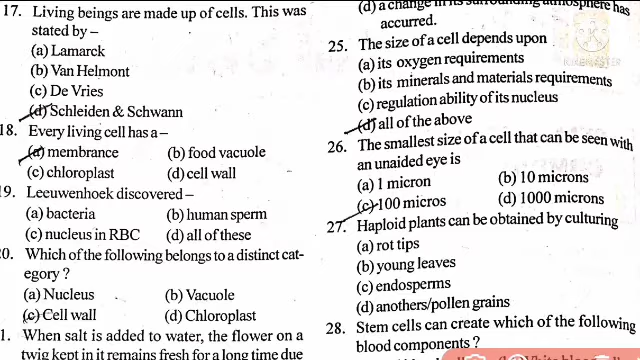 17. Living beings are made up of cells. This was
stated by –
(a) Lamarck
(b) Van Helmont
(c) De Vries
(d) Schleiden & Schwann
18. Every living cell has a –
(a) membrance (b) food vacuole
(c) chloroplast (d) cell wall
9. Leeuwenhoek discovered –
(a) bacteria (b) human sperm
(c) nucleus in RBC (d) all of these
0. Which of the following belongs to a distinct cat-
egory ?
(a) Nucleus (b) Vacuole
(c) Cell wall (d) Chloroplast
1. When salt is added to water, the flower on a
twig kept in it remains fresh for a long time due
(d) a change in its surrounding atmosphere has
accurred.
25. The size of a cell depends upon
(a) its oxygen requirements
(b) its minerals and materials requirements
(c) regulation ability of its nucleus
(d) all of the above
26. The smallest size of a cell that can be seen with
an unaided eye is
(a) 1 micron (b) 10 microns
(c) 100 micros (d) 1000 microns
27. Haploid plants can be obtained by culturing
(a) rot tips
(b) young leaves
(c) endosperms
(d) anothers/pollen grains
28. Stem cells can create which of the following
blood components ?